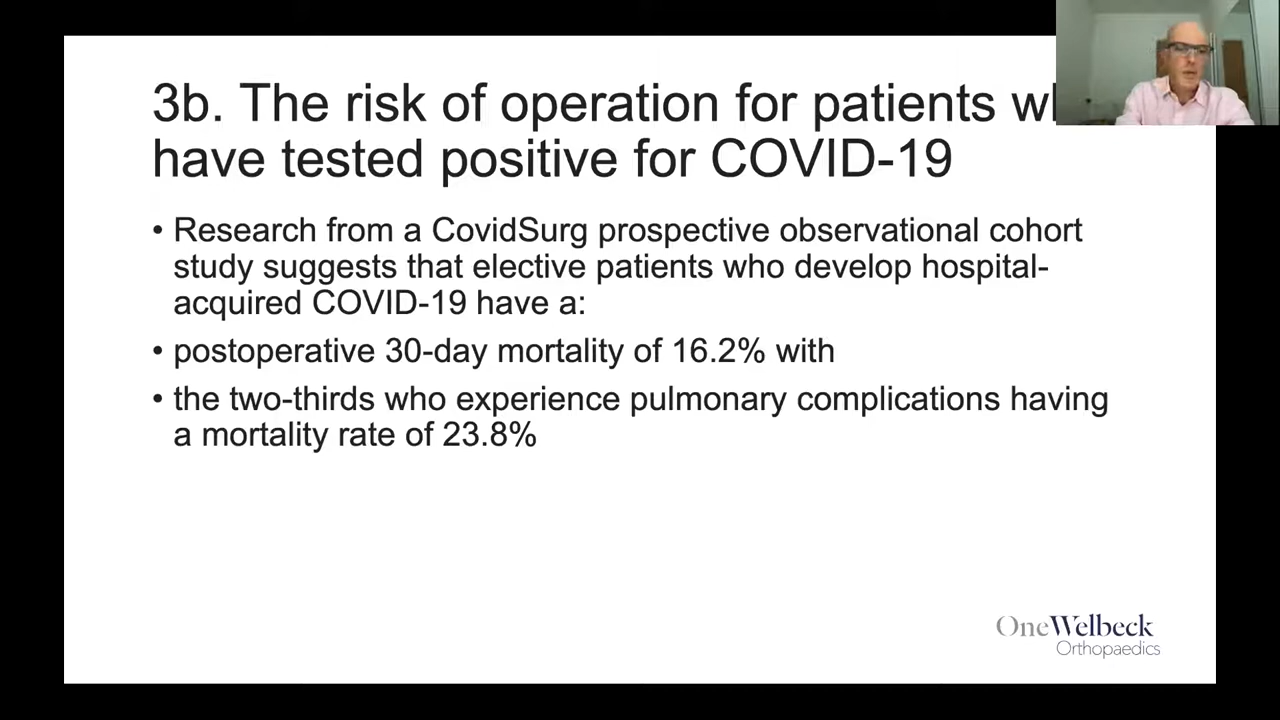 3b. The risk of operation for patients
have tested positive for COVID-19
• Research from a CovidSurg prospective observational cohort
study suggests that elective patients who develop hospital-
acquired COVID-19 have a:
• postoperative 30-day mortality of 16.2% with
• the two-thirds who experience pulmonary complications having
a mortality rate of 23.8%
OneWelbeck
Orthopaedics